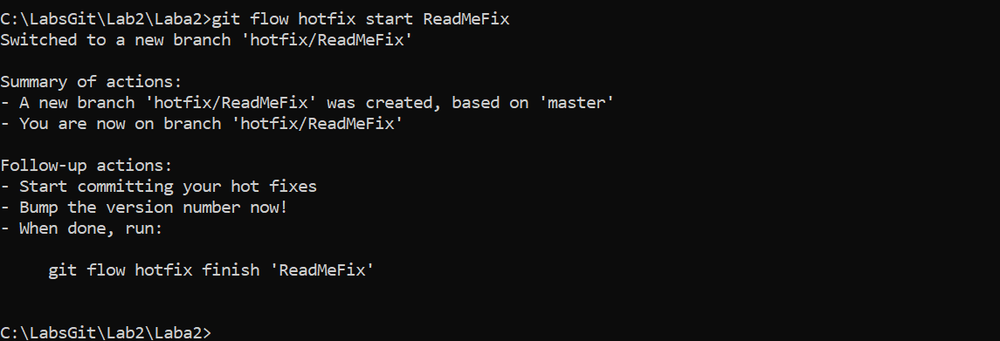 C:\LabsGit\Lab2\Laba2>git flow hotfix start ReadMeFix
Switched to a new branch 'hotfix/ReadMeFix'
Summary of actions:
- A new branch 'hotfix/ReadMeFix' was created, based on 'master'
- You are now on branch 'hotfix/ReadMeFix'
Follow-up actions:
- Start committing your hot fixes
- Bump the version number now!
- When done, run:
git flow hotfix finish 'ReadMeFix'
C:\LabsGit\Lab2\Laba2>